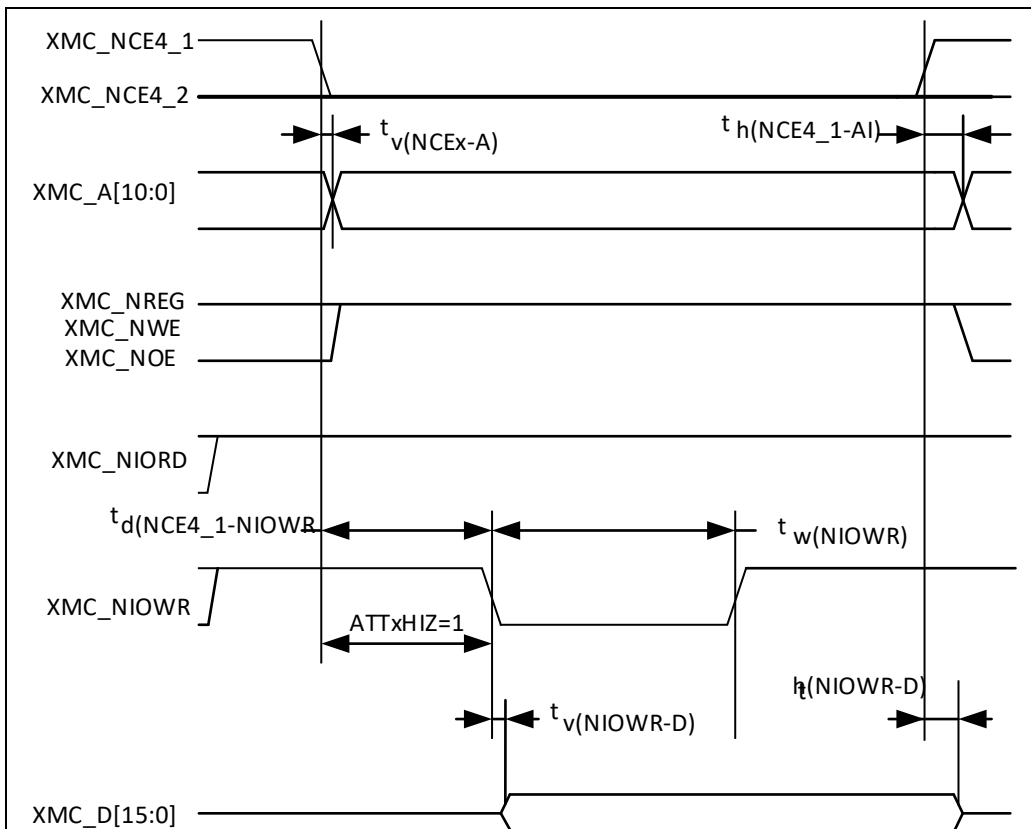 XMC_NCE4_1
XMC_NCE4_2
t v(NCEx-A)
t h(NCE4_1-AI)
XMC_A[10:0]
XMC_NREG
XMC_NWE
XMC_NOE
XMC_NIORD
t d(NCE4_1-NIOWR
t w(NIOWR)
XMC_NIOWR
ATTxHIZ=1
t h(NIOWR-D)
t v(NIOWR-D)
XMC_D[15:0]